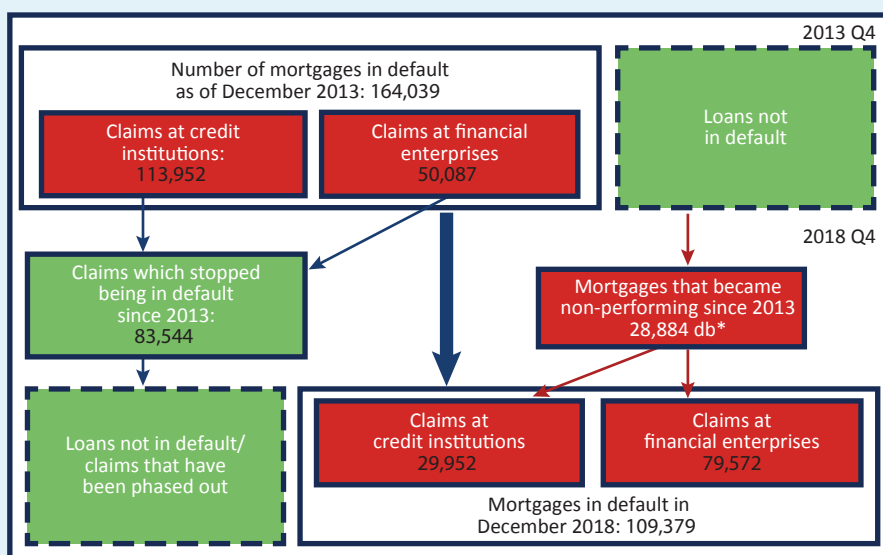 2013 Q4
Number of mortgages in default
as of December 2013: 164,039
Claims at credit
institutions:
113,952
Claims at financial
enterprises
50,087
Loans not
in default
2018 Q4
Claims which stopped
being in default
since 2013:
83,544
Mortgages that became
non-performing since 2013
28,884 db*
Loans not in default/
claims that have
been phased out
Claims at
credit institutions
29,952
Claims at
financial enterprises
79,572
Mortgages in default in
December 2018: 109,379